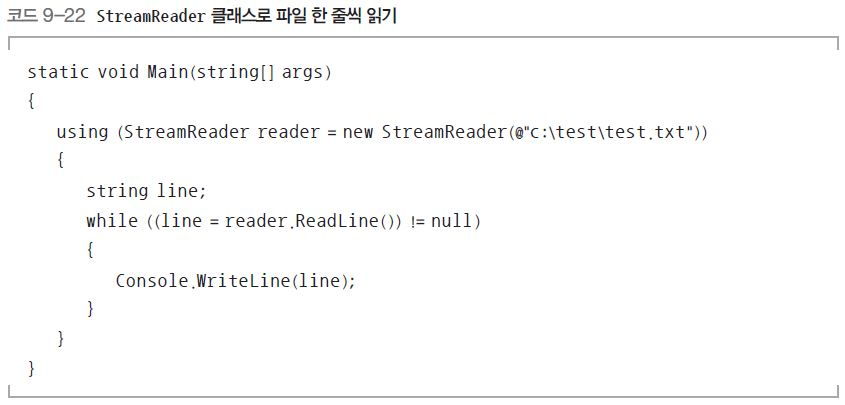 코드 9-22 StreamReader 클래스로 파일 한 줄씩 읽기
static void Main(string[] args)
{
using (StreamReader reader = new StreamReader(@"c:\test\test.txt"))
{
string line;
while ((line = reader.ReadLine()) != null)
{
Console.WriteLine(line);
}
}
}